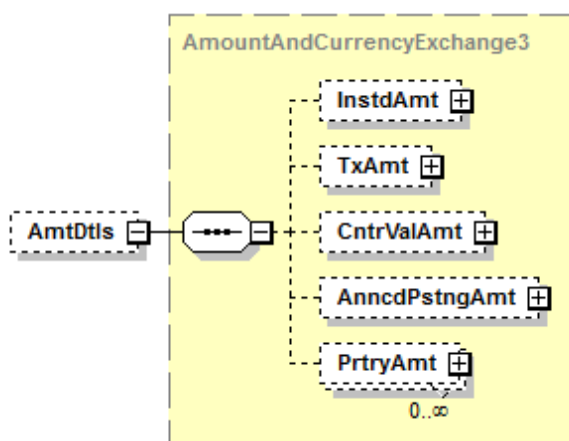 AmountAndCurrencyExchange3
InstdAmt
TxAmt
AmtDtls
CntrValAmt
AnncdPstngAmt
PrtryAmt
0..∞